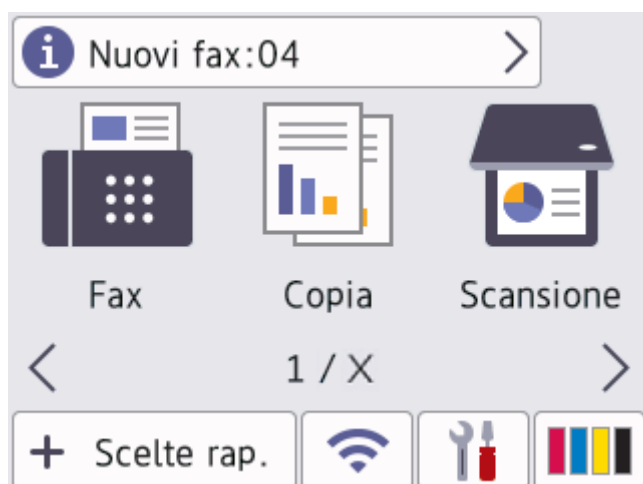 Nuovi fax:04
Fax Copia Scansione
1 / X
+ Scelte rap.